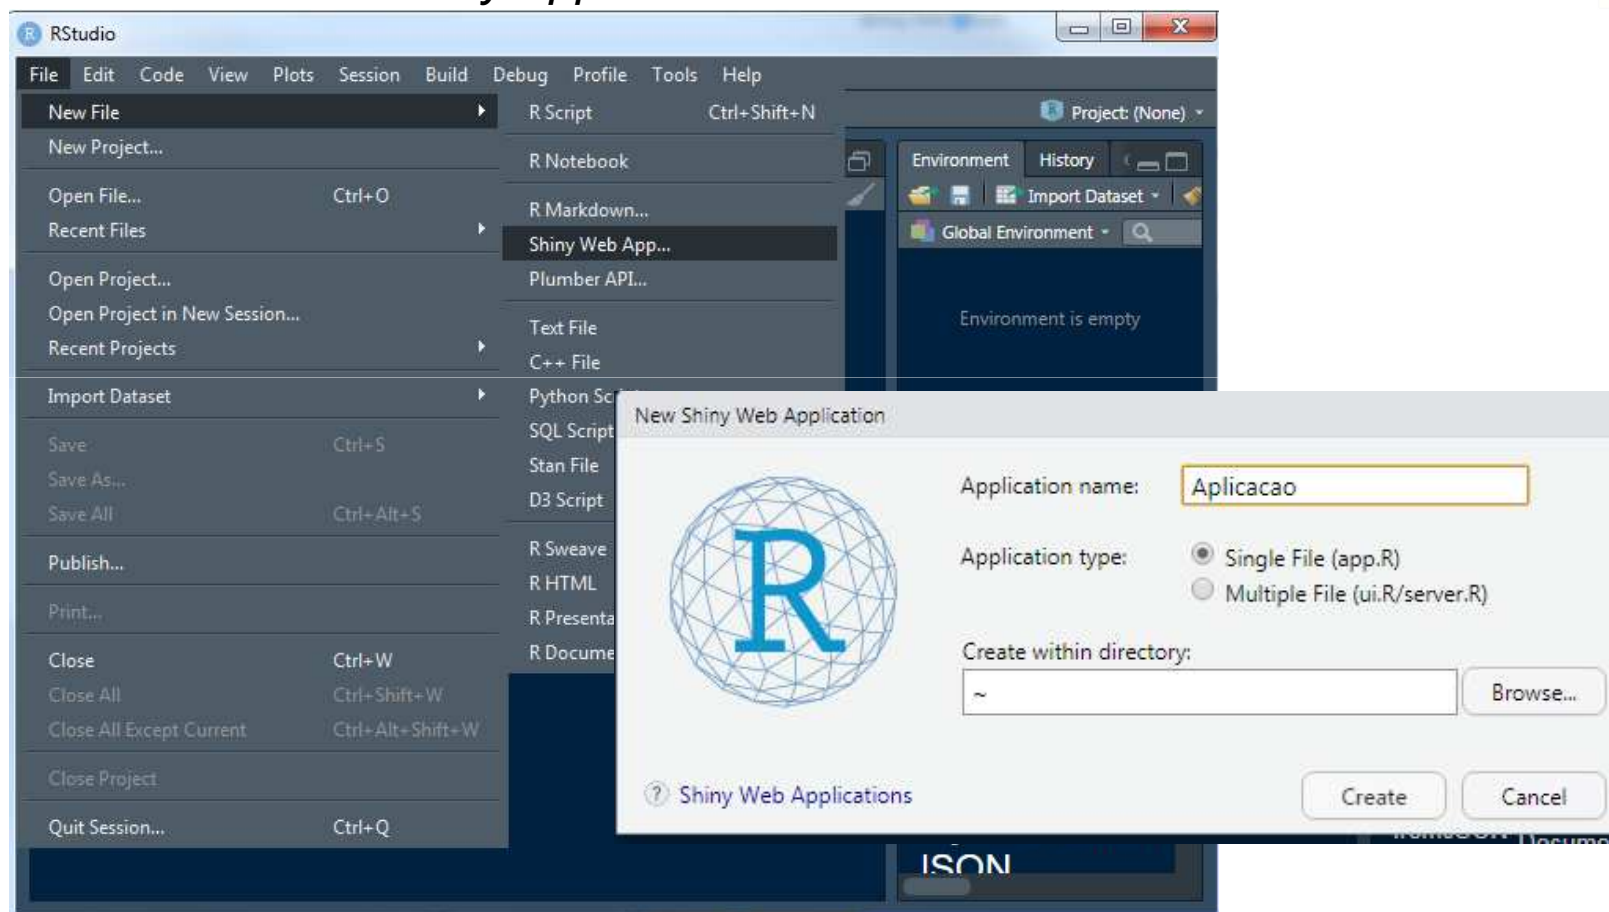 RStudio
File Edit Code View Plots Session Build Debug Profile Tools Help
New File
New Project...
Open File... Ctrl+O
Recent Files
Open Project...
Open Project in New Session...
Recent Projects
Import Dataset
Save Ctrl+S
Save As...
Save All Ctrl+Alt+S
Publish...
Print...
Close Ctrl+W
Close All Ctrl+Shift+W
Close All Except Current Ctrl+Alt+Shift+W
Close Project
Quit Session... Ctrl+Q
R Script Ctrl+Shift+N
R Notebook
R Markdown...
Shiny Web App...
Plumber API...
Text File
C++ File
Python Sc
SQL Script
Stan File
D3 Script
R Sweave
R HTML
R Presenta
R Docume
Project: (None)
Environment History
Import Dataset
Global Environment
Environment is empty
New Shiny Web Application
R
Application name: Aplicacao
Application type: Single File (app.R)
Multiple File (ui.R/server.R)
Create within directory:
~ Browse...
? Shiny Web Applications Create Cancel
JSON